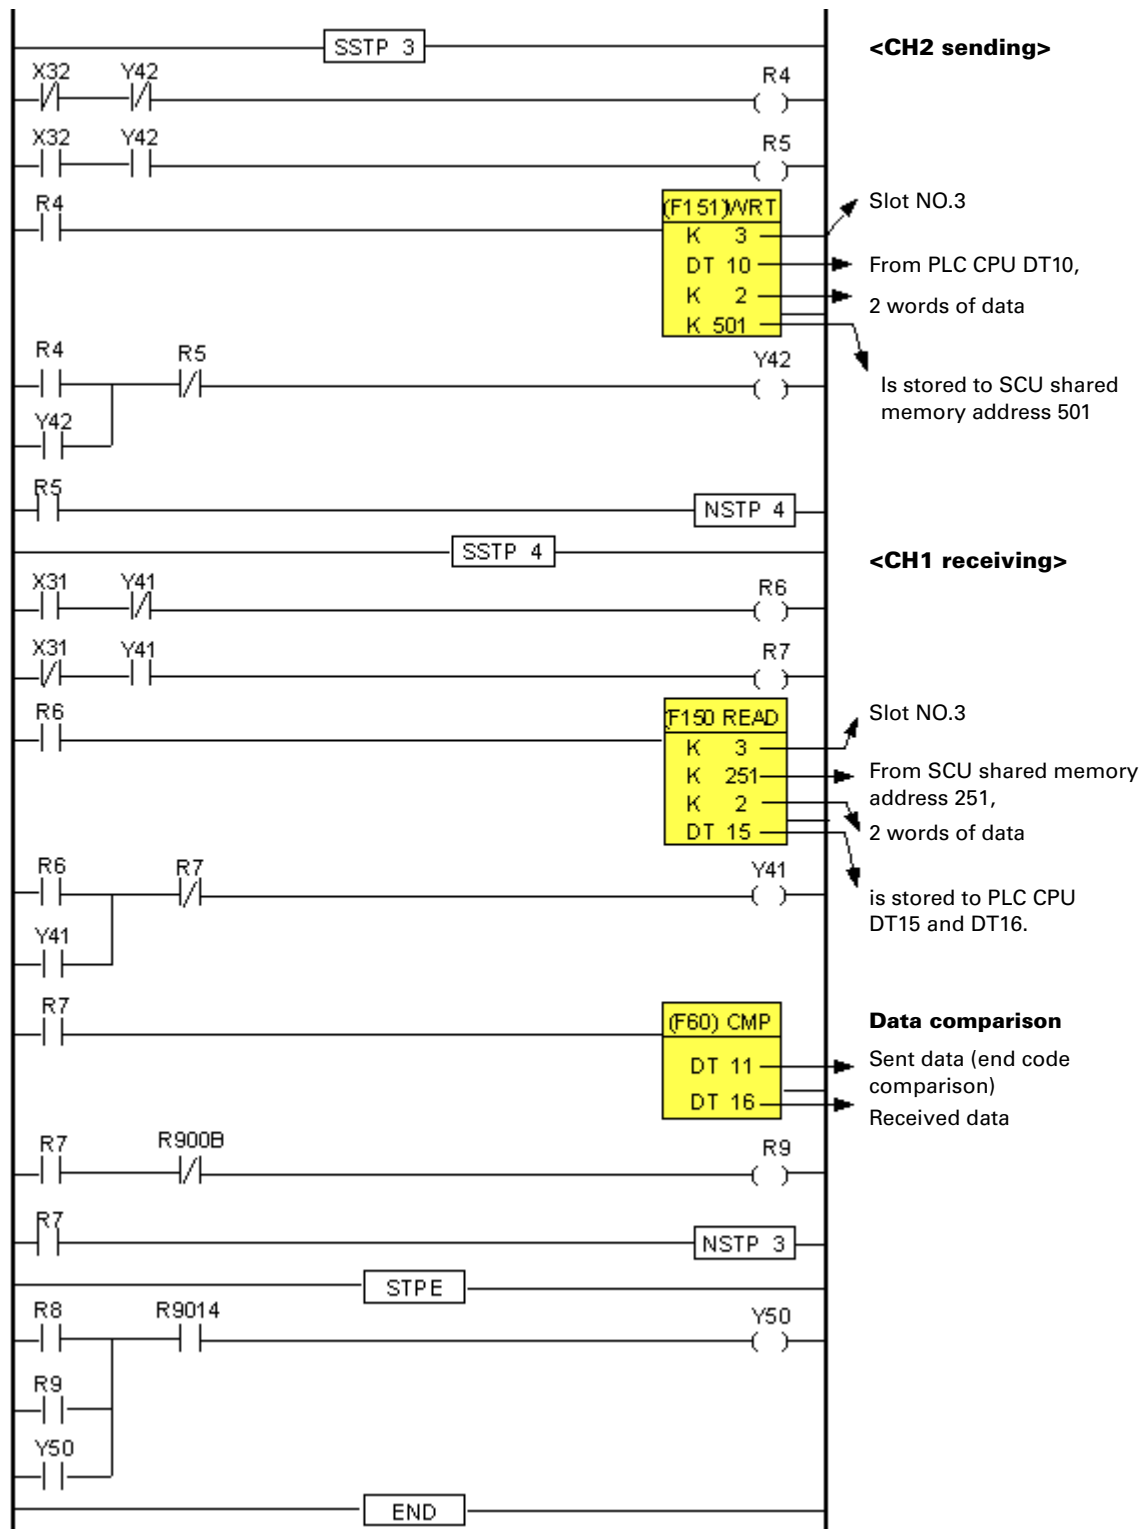 SSTP 3
<CH2 sending>
X32 Y42 R4
X32 Y42 R5
R4
(F151)WRT
K 3
Slot NO.3
DT 10
From PLC CPU DT10,
K 2
2 words of data
K 501
Is stored to SCU shared
memory address 501
R4 R5 Y42
Y42
R5
NSTP 4
SSTP 4
<CH1 receiving>
X31 Y41 R6
X31 Y41 R7
R6
(F150 READ
K 3
Slot NO.3
K 251
From SCU shared memory
address 251,
K 2
2 words of data
DT 15
is stored to PLC CPU
DT15 and DT16.
R6 R7 Y41
Y41
R7
(F60) CMP
Data comparison
DT 11
Sent data (end code
comparison)
DT 16
Received data
R7 R900B R9
R7
NSTP 3
STPE
R8 R9014 Y50
R9
Y50
END